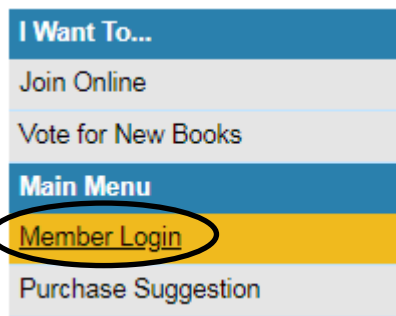 I Want To...
Join Online
Vote for New Books
Main Menu
Member Login
Purchase Suggestion